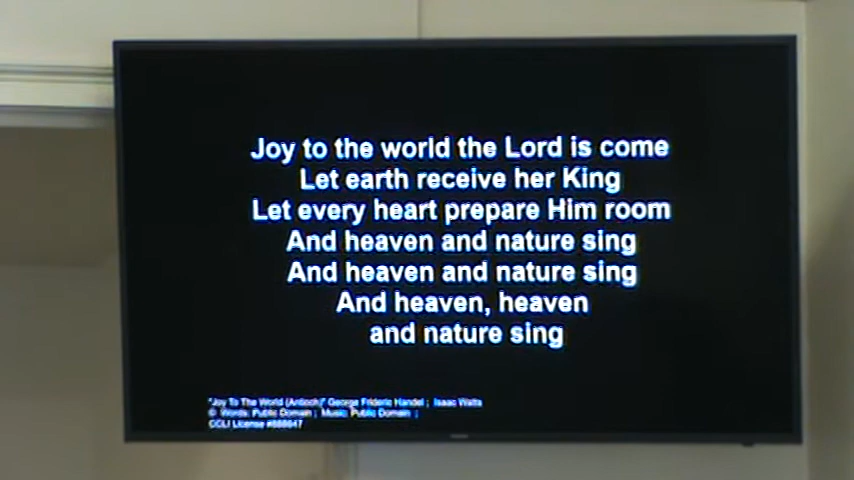 Joy to the world the Lord is come
Let earth receive her King
Let every heart prepare Him room
And heaven and nature sing
And heaven and nature sing
And heaven, heaven
and nature sing
"Joy To The World (Antioch)" George Frideric Handel ; Isaac Watts
© Words: Public Domain ; Music: Public Domain ;
CCLI License